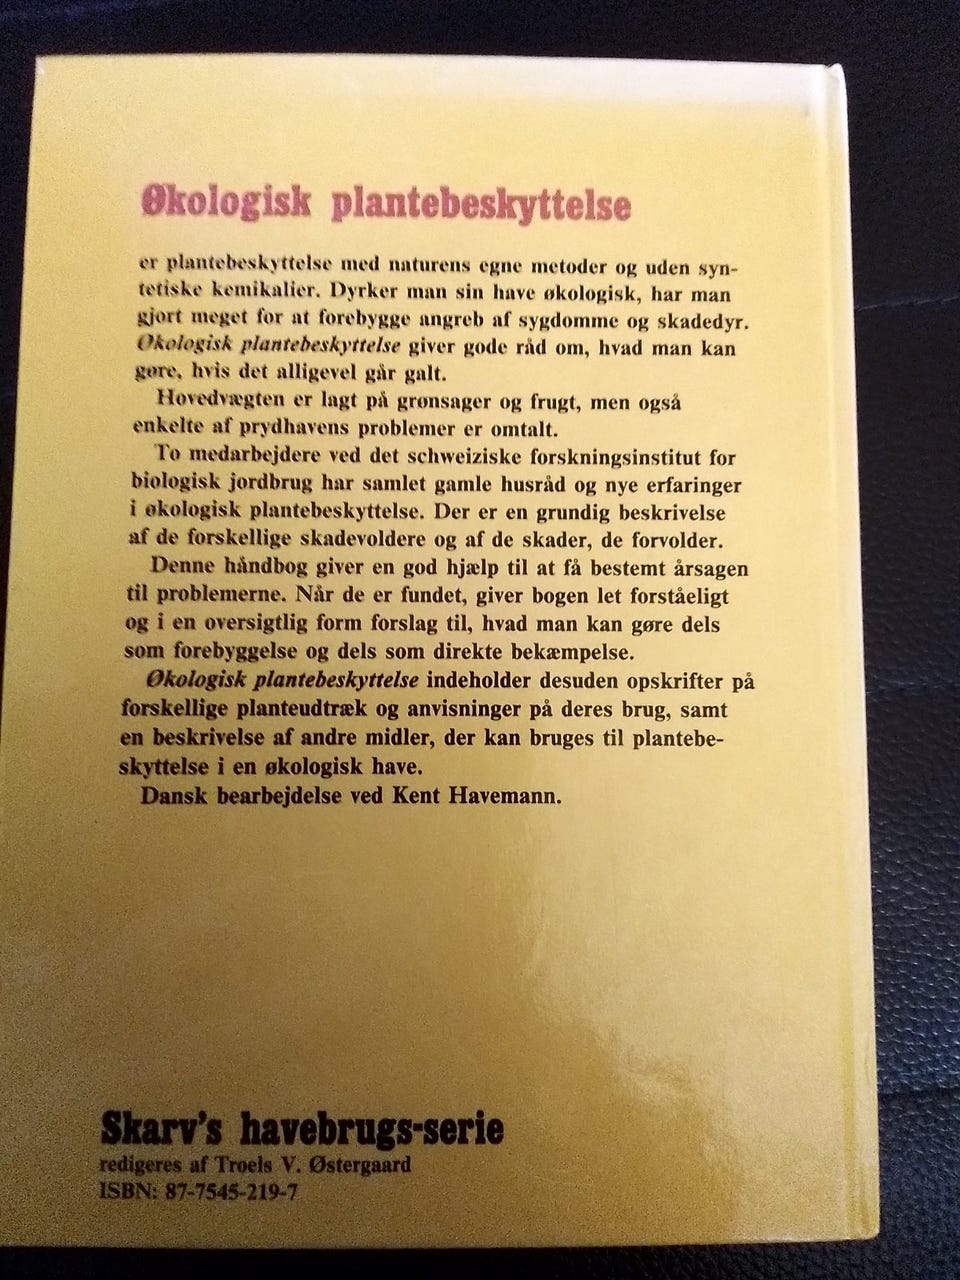 Økologisk plantebeskyttelse
er plantebeskyttelse med naturens egne metoder og uden syn-
tetiske kemikalier. Dyrker man sin have økologisk, har man
gjort meget for at forebygge angreb af sygdomme og skadedyr.
Økologisk plantebeskyttelse giver gode råd om, hvad man kan
gøre, hvis det alligevel går galt.
Hovedvægten er lagt på grønsager og frugt, men også
enkelte af prydhavens problemer er omtalt.
To medarbejdere ved det schweiziske forskningsinstitut for
biologisk jordbrug har samlet gamle husråd og nye erfaringer
i økologisk plantebeskyttelse. Der er en grundig beskrivelse
af de forskellige skadevoldere og af de skader, de forvolder.
Denne håndbog giver en god hjælp til at få bestemt årsagen
til problemerne. Når de er fundet, giver bogen let forståeligt
og i en oversigtlig form forslag til, hvad man kan gøre dels
som forebyggelse og dels som direkte bekæmpelse.
Økologisk plantebeskyttelse indeholder desuden opskrifter på
forskellige planteudtræk og anvisninger på deres brug, samt
en beskrivelse af andre midler, der kan bruges til plantebe-
skyttelse i en økologisk have.
Dansk bearbejdelse ved Kent Havemann.
Skarv's havebrugs-serie
redigeres af Troels V. Østergaard
ISBN: 87-7545-219-7